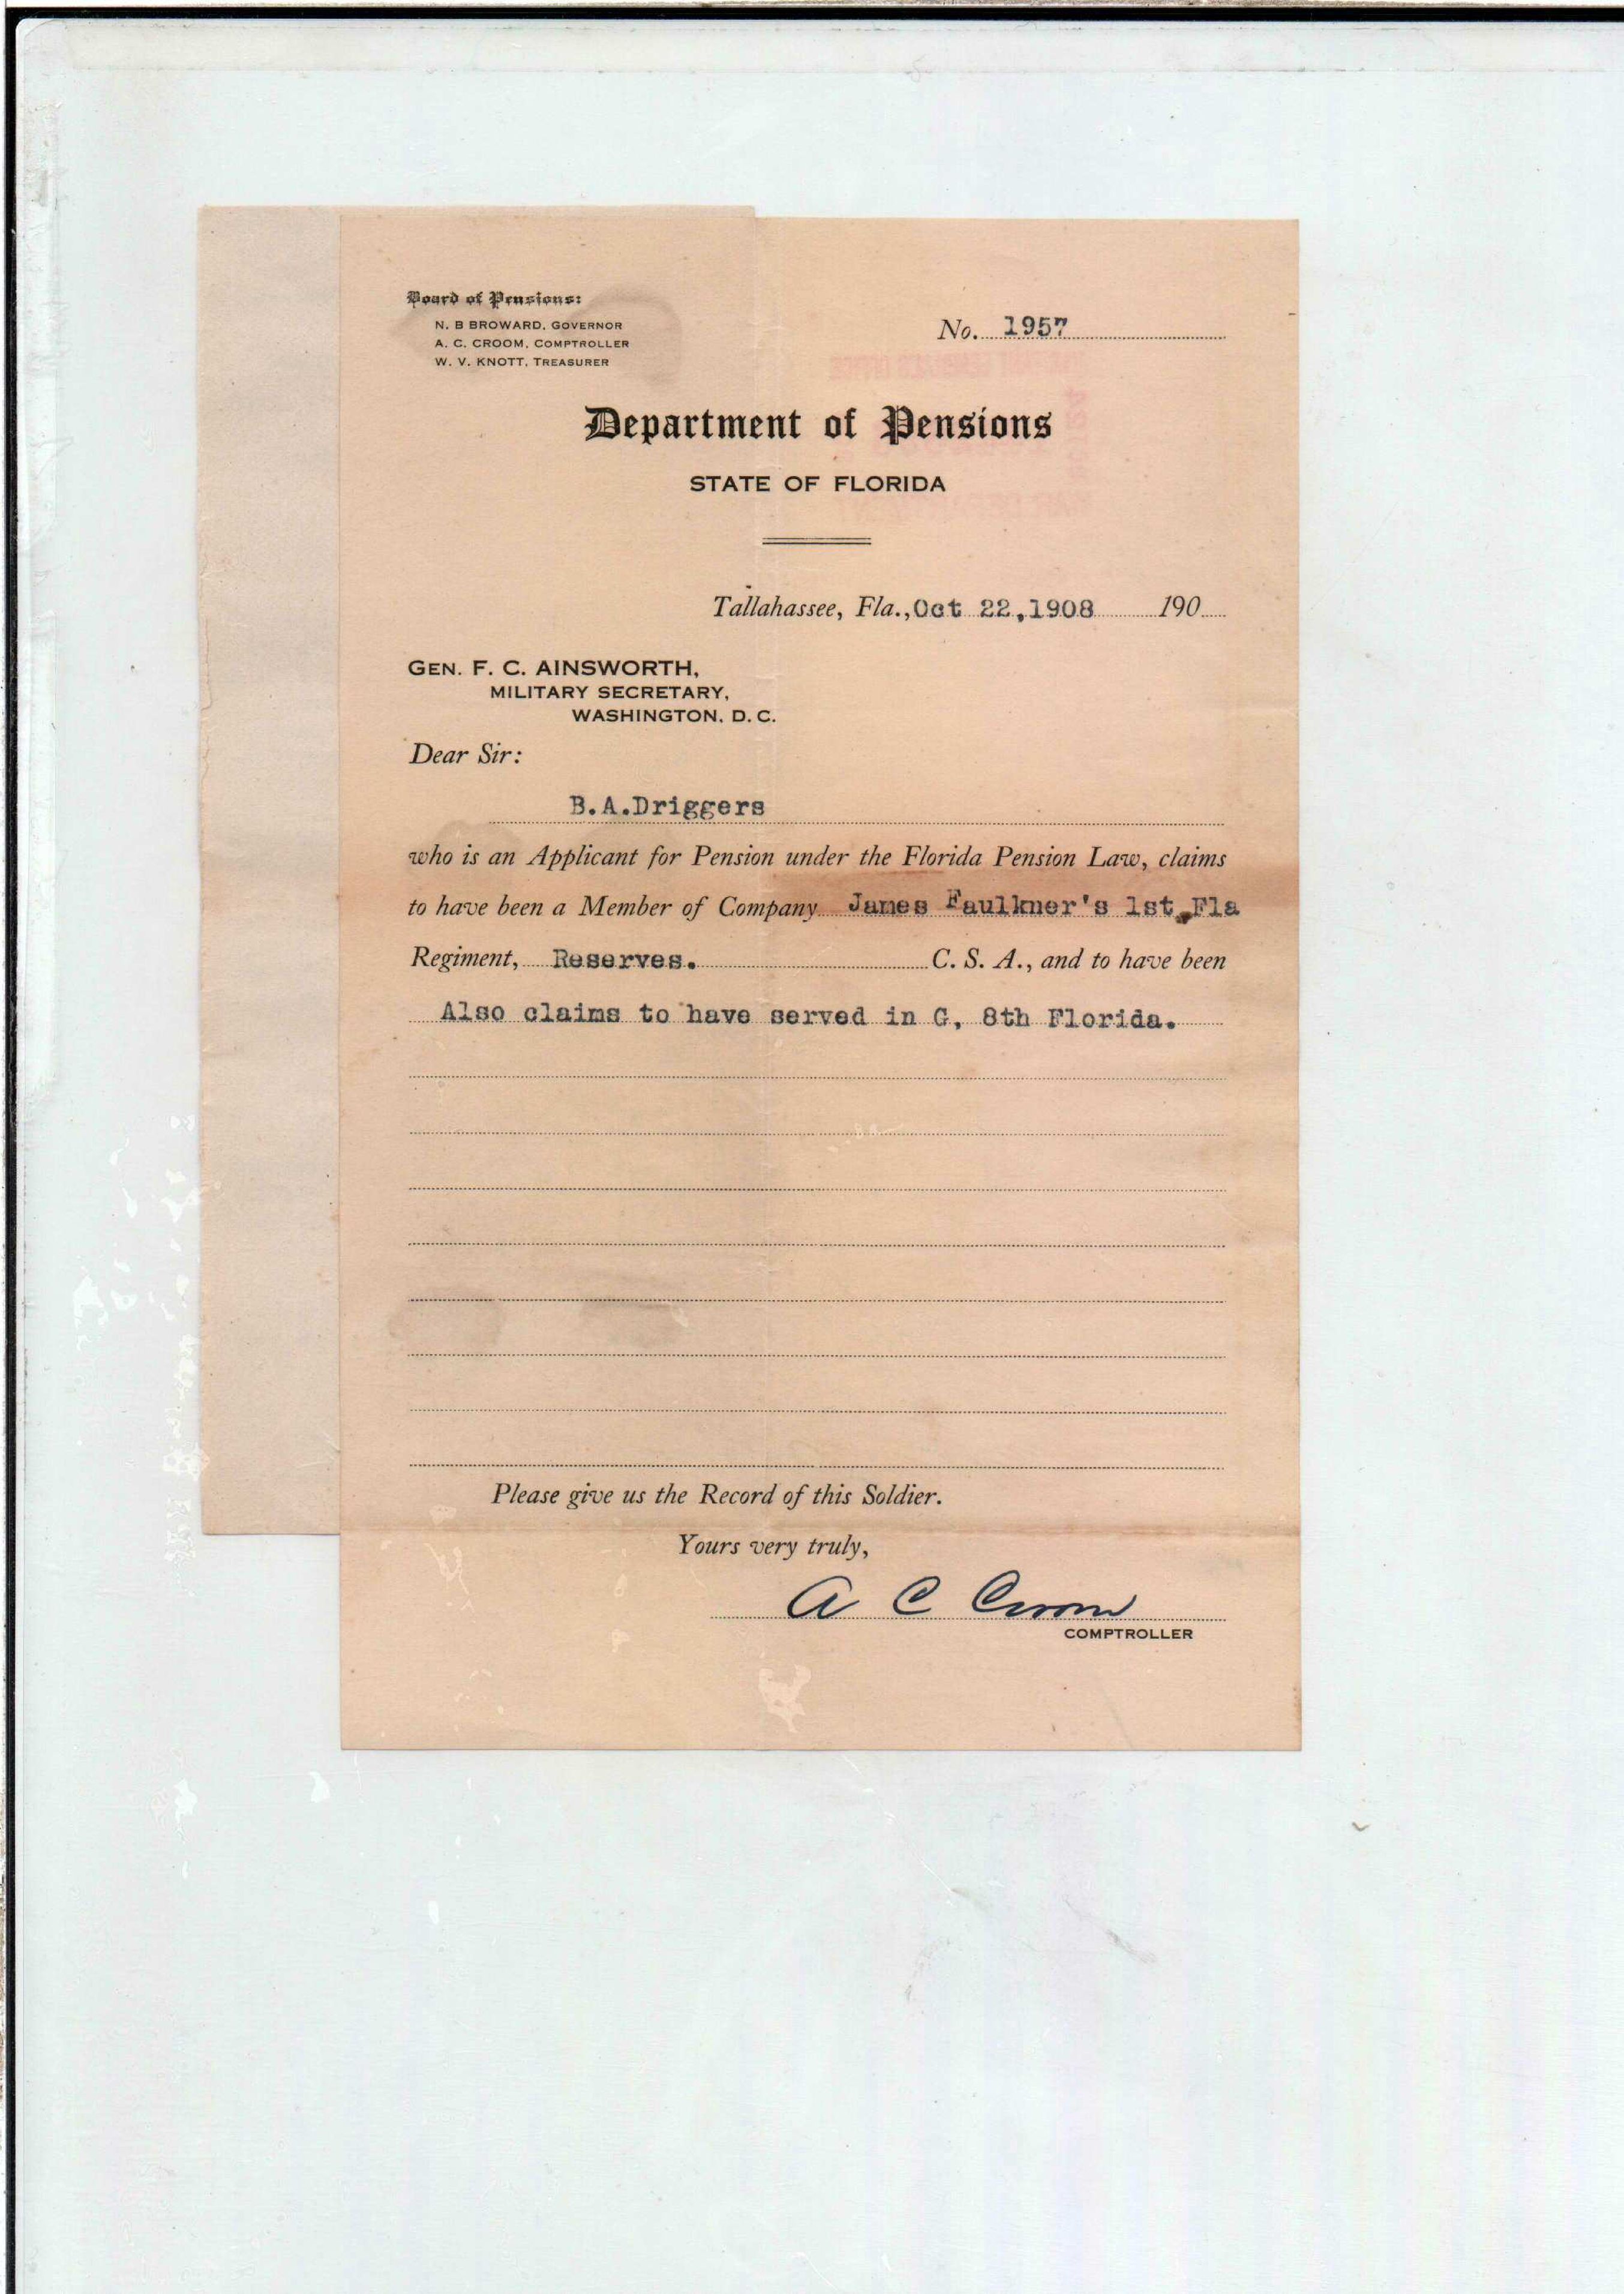 Board of Pensions:
N. B BROWARD, GOVERNOR
A. C. CROOM, COMPTROLLER
W. V. KNOTT, TREASURER
No. 1957
Department of Pensions
STATE OF FLORIDA
Tallahassee, Fla., Oct 22, 1908 190
GEN. F. C. AINSWORTH,
MILITARY SECRETARY,
WASHINGTON, D. C.
Dear Sir:
B.A.Driggers
who is an Applicant for Pension under the Florida Pension Law, claims
to have been a Member of Company James Faulkner's 1st, Fla
Regiment, Reserves. C. S. A., and to have been
Also claims to have served in G, 8th Florida.
Please give us the Record of this Soldier.
Yours very truly,
A C Croom
COMPTROLLER